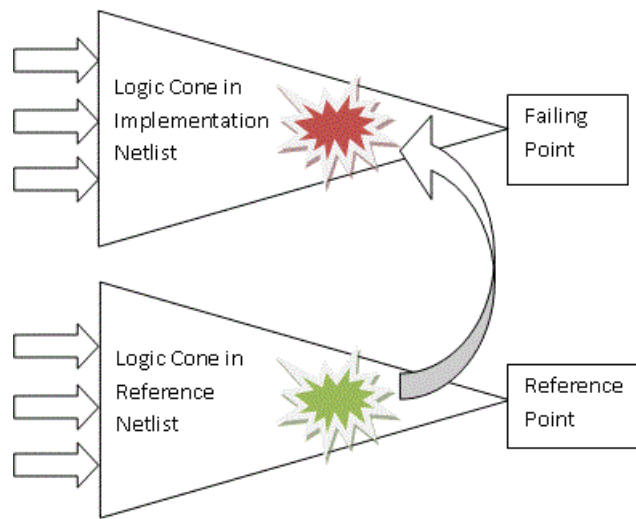 Logic Cone in
Implementation
Netlist
Failing
Point
Logic Cone in
Reference
Netlist
Reference
Point